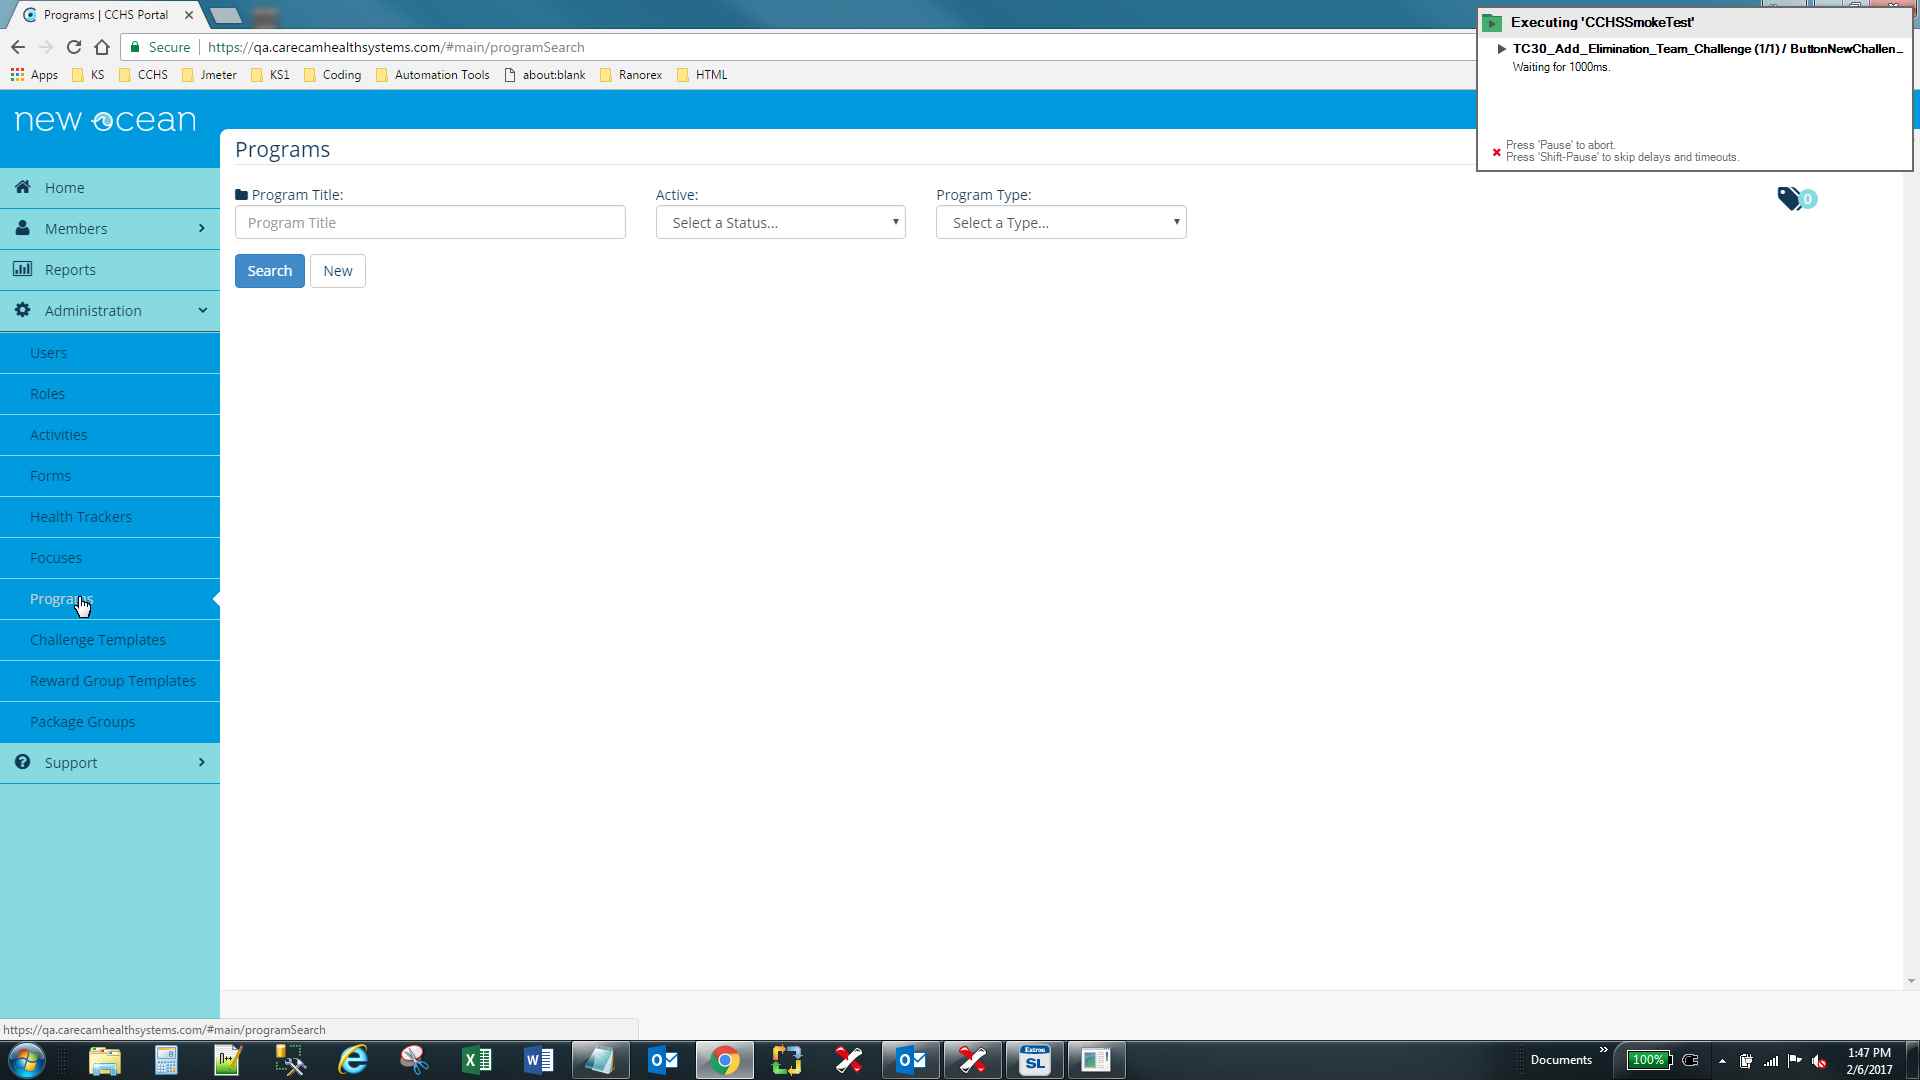 Programs | CCHS Portal
Secure https://qa.carecamhealthsystems.com/#main/programSearch
Apps KS CCHS Jmeter KS1 Coding Automation Tools about:blank Ranorex HTML
Executing 'CCHSSmokeTest'
TC30_Add_Elimination_Team_Challenge (1/1) / ButtonNewChallen...
Waiting for 1000ms.
Press 'Pause' to abort.
Press 'Shift-Pause' to skip delays and timeouts.
new ocean
Programs
Program Title:
Active:
Program Type:
Program Title
Select a Status...
Select a Type...
0
Search
New
Home
Members
Reports
Administration
Users
Roles
Activities
Forms
Health Trackers
Focuses
Programs
Challenge Templates
Reward Group Templates
Package Groups
Support
https://qa.carecamhealthsystems.com/#main/programSearch
Extron
SL
Documents
100%
1:47 PM
2/6/2017